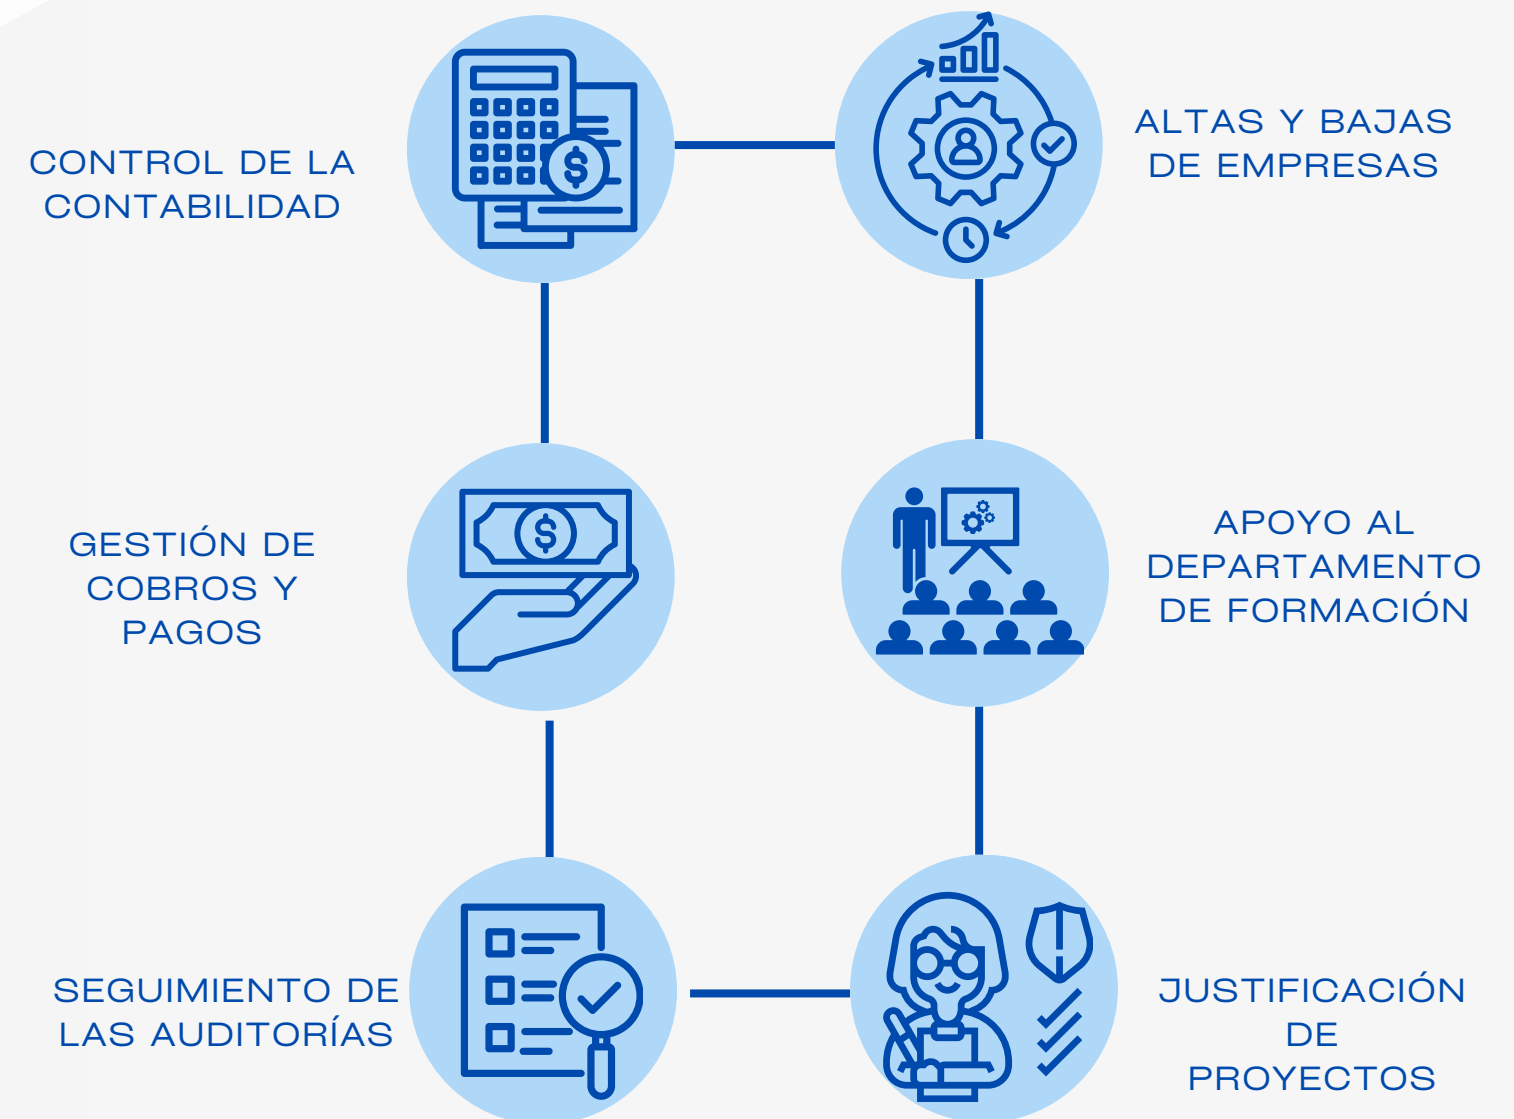 CONTROL DE LA
CONTABILIDAD
ALTAS Y BAJAS
DE EMPRESAS
GESTIÓN DE
COBROS Y
PAGOS
APOYO AL
DEPARTAMENTO
DE FORMACIÓN
SEGUIMIENTO DE
LAS AUDITORÍAS
JUSTIFICACIÓN
DE
PROYECTOS